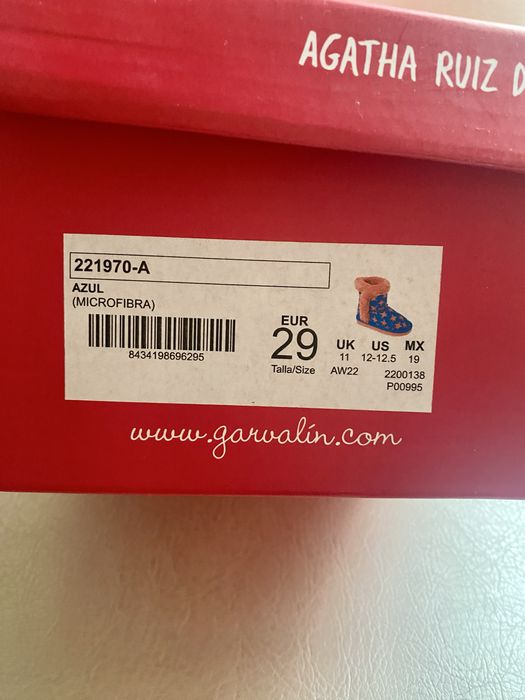 AGATHA RUIZ D
221970-A
AZUL
(MICROFIBRA)
8434198696295
EUR
29
Talla/Size
UK US MX
11 12-12.5 19
AW22 2200138
P00995
www.garvalin.com